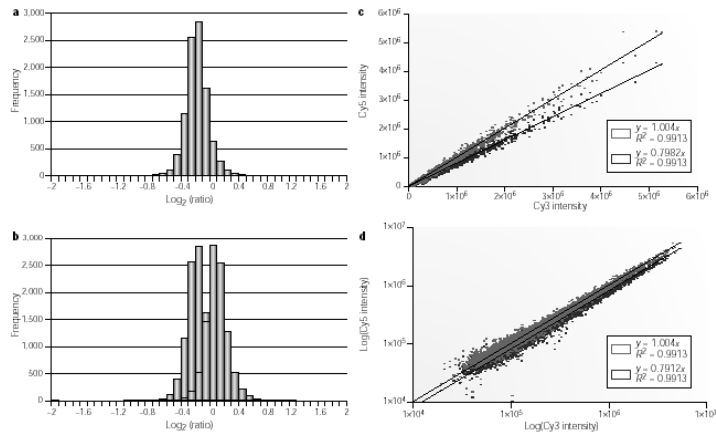 a
3,000
2,500
2,000
1,500
1,000
500
0
Frequency
-2 -1.6 -1.2 -0.8 -0.4 0 0.4 0.8 1.2 1.6 2
Log2 (ratio)
b
3,000
2,500
2,000
1,500
1,000
500
0
Frequency
-2 -1.6 -1.2 -0.8 -0.4 0 0.4 0.8 1.2 1.6 2
Log2 (ratio)
c
6×10^6
5×10^6
4×10^6
3×10^6
2×10^6
1×10^6
0
Cy5 intensity
0 1×10^6 2×10^6 3×10^6 4×10^6 5×10^6 6×10^6
Cy3 intensity
y – 1.004x
R² – 0.9913
y – 0.7982x
R² – 0.9913
d
1×10^7
1×10^6
1×10^5
1×10^4
Log(Cy5 intensity)
1×10^4 1×10^5 1×10^6
Log(Cy3 intensity)
y – 1.004x
R² – 0.9913
y – 0.7912x
R² – 0.9913